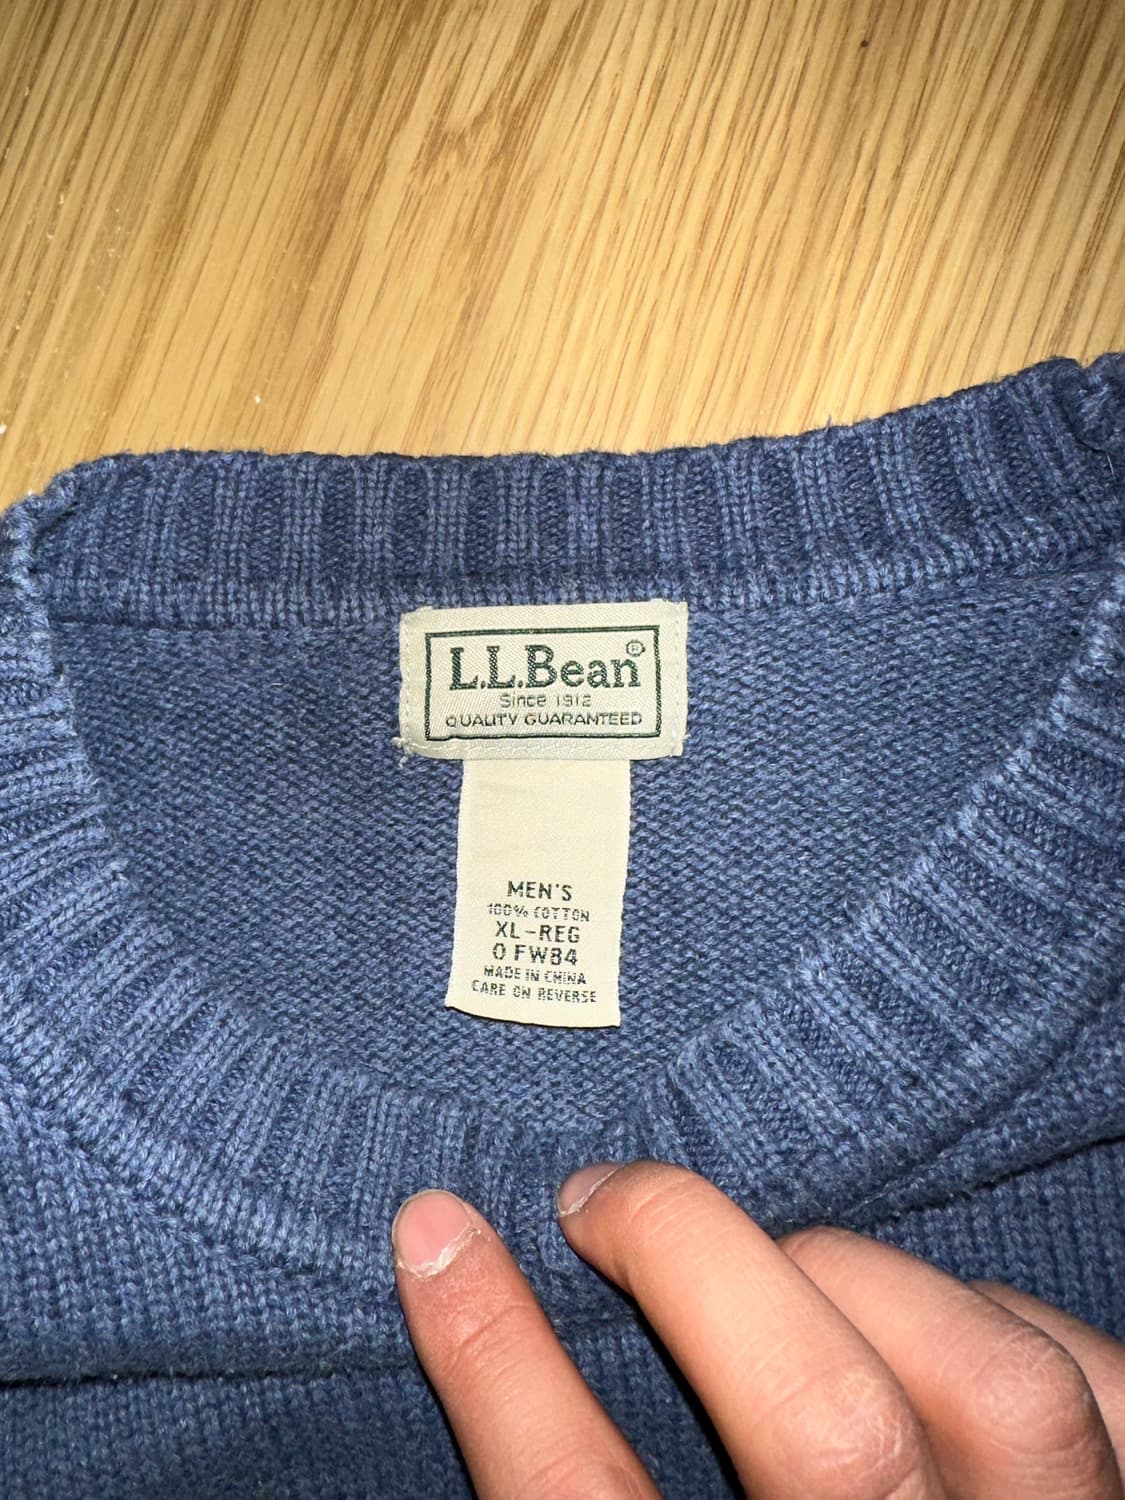 L.L.Bean®
Since 1912
QUALITY GUARANTEED
MEN'S
100% COTTON
XL-REG
0 FW84
MADE IN CHINA
CARE ON REVERSE